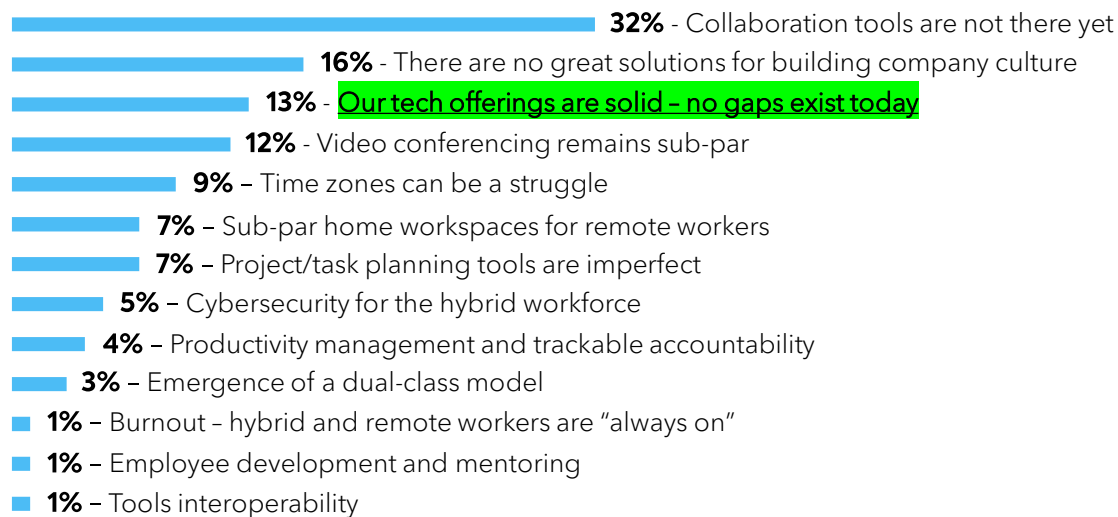 32% - Collaboration tools are not there yet
16% - There are no great solutions for building company culture
13% - Our tech offerings are solid – no gaps exist today
12% - Video conferencing remains sub-par
9% – Time zones can be a struggle
7% – Sub-par home workspaces for remote workers
7% – Project/task planning tools are imperfect
5% – Cybersecurity for the hybrid workforce
4% – Productivity management and trackable accountability
3% – Emergence of a dual-class model
1% – Burnout – hybrid and remote workers are “always on”
1% – Employee development and mentoring
1% – Tools interoperability